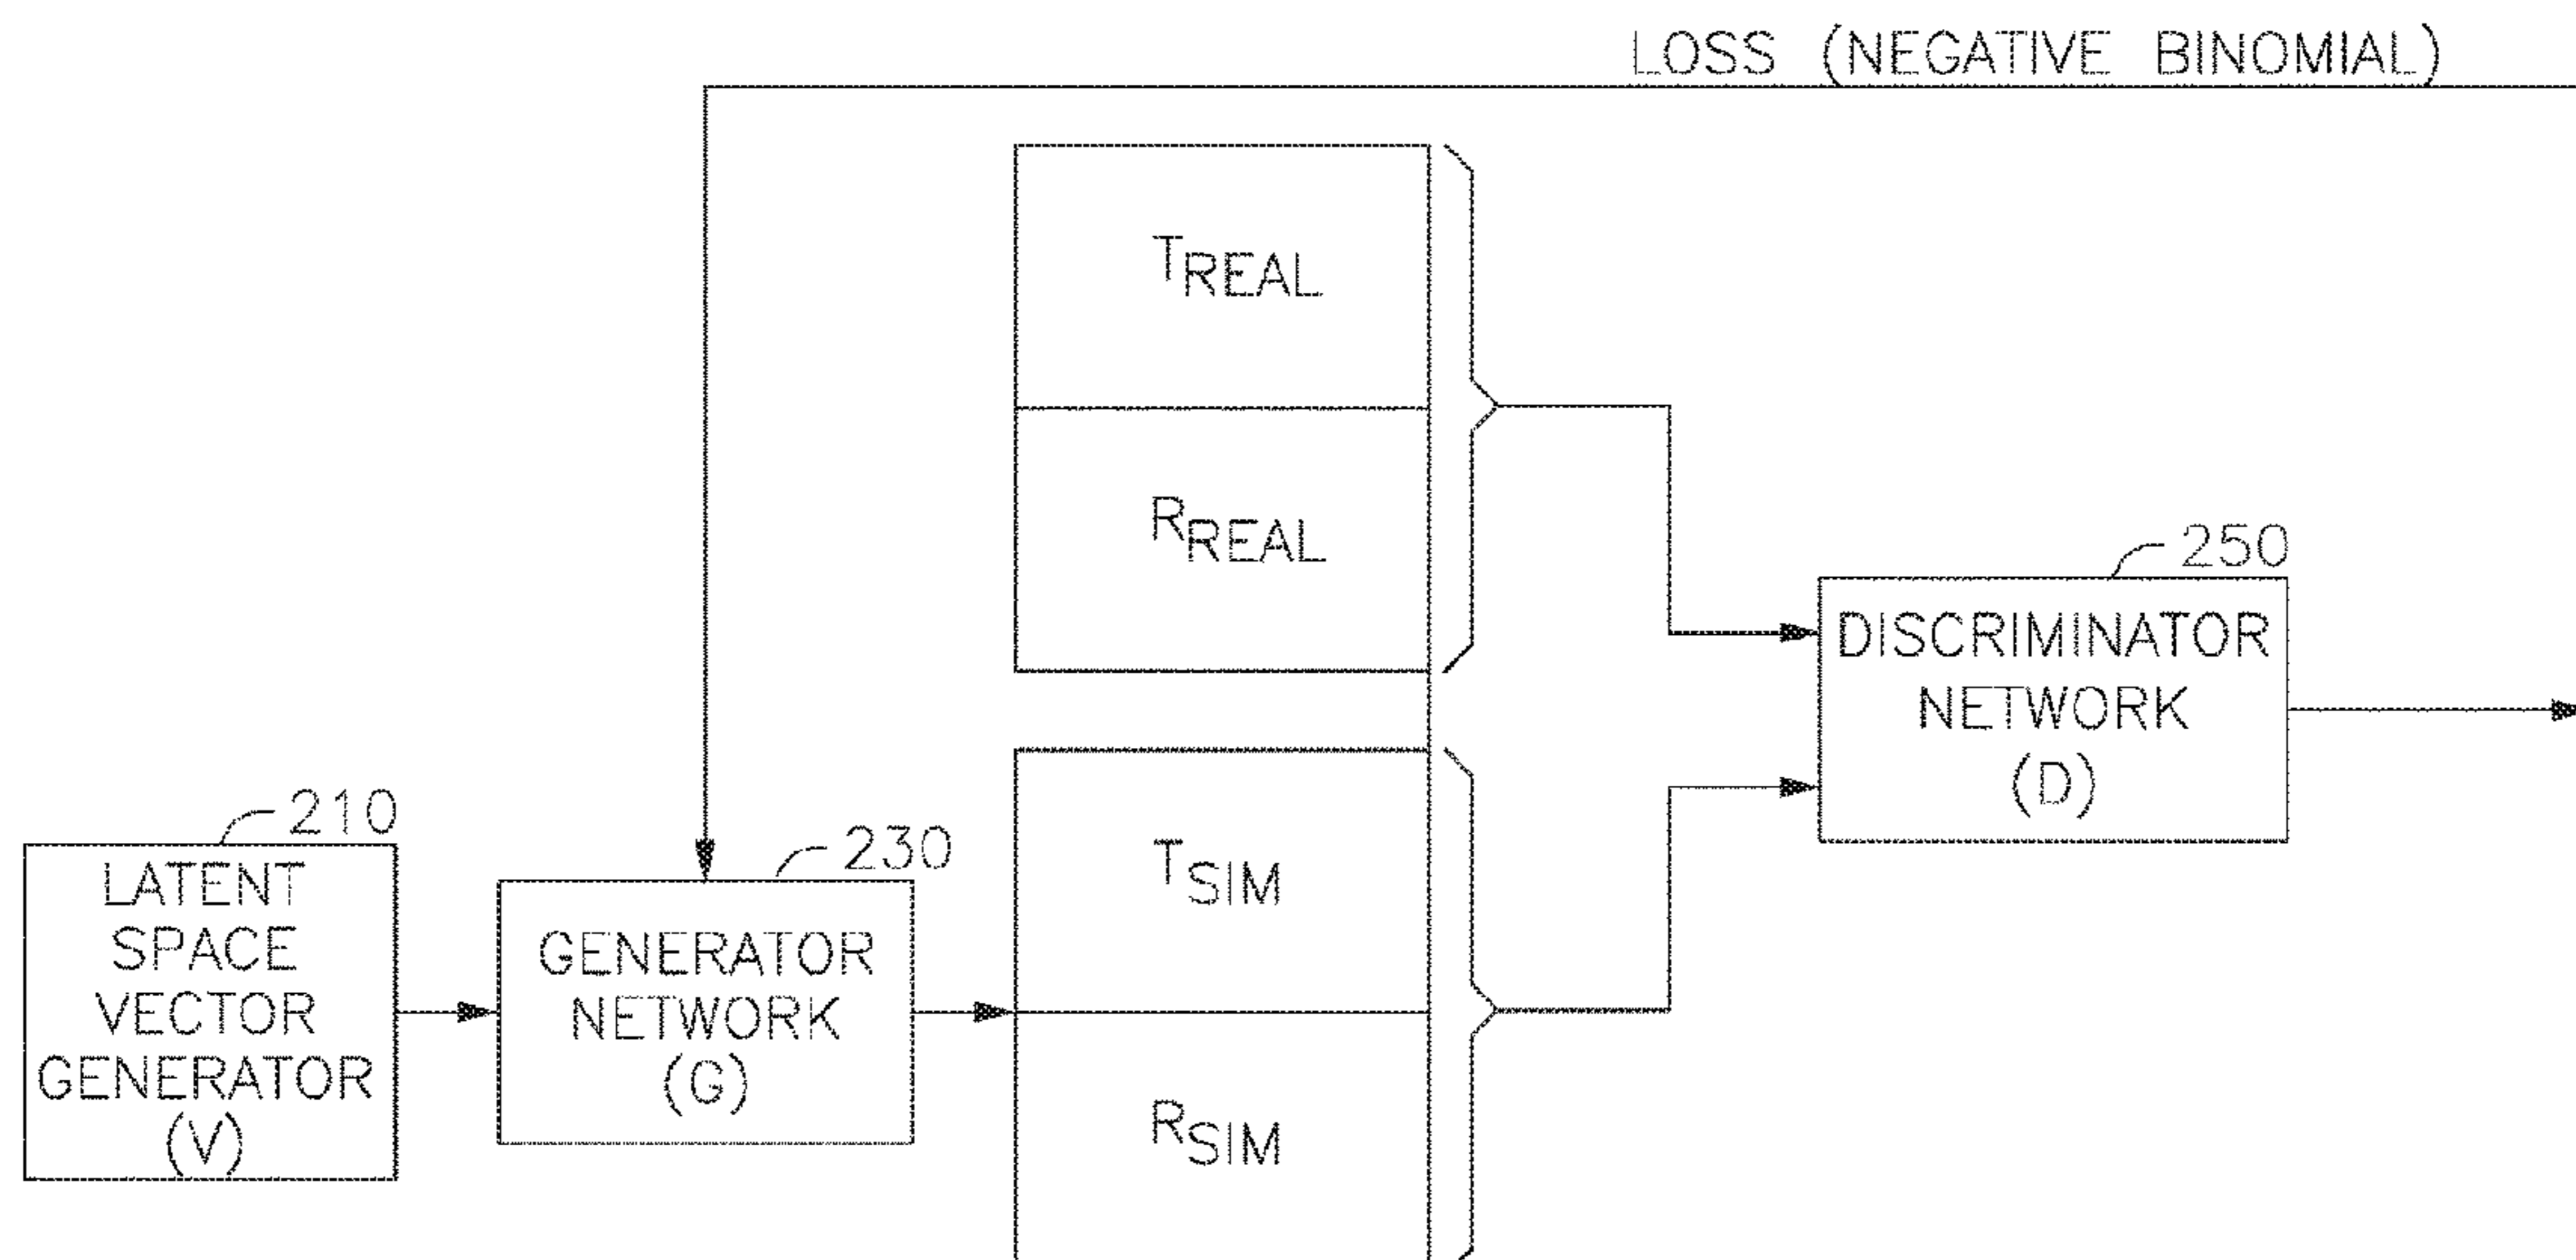 LOSS (NEGATIVE BINOMIAL)
TREAL
RREAL
250
DISCRIMINATOR
NETWORK
(D)
210
LATENT
SPACE
VECTOR
GENERATOR
(V)
230
GENERATOR
NETWORK
(G)
TSIM
RSIM